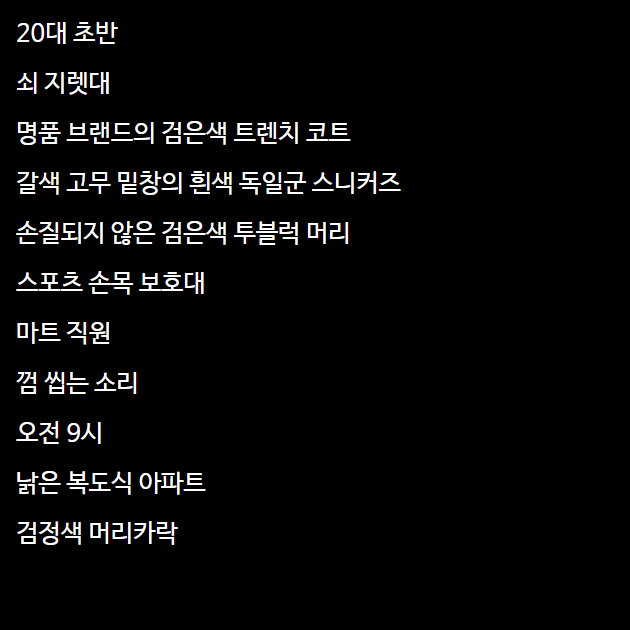 20대 초반
쇠 지렛대
명품 브랜드의 검은색 트렌치 코트
갈색 고무 밑창의 흰색 독일군 스니커즈
손질되지 않은 검은색 투블럭 머리
스포츠 손목 보호대
마트 직원
껌 씹는 소리
오전 9시
낡은 복도식 아파트
검정색 머리카락